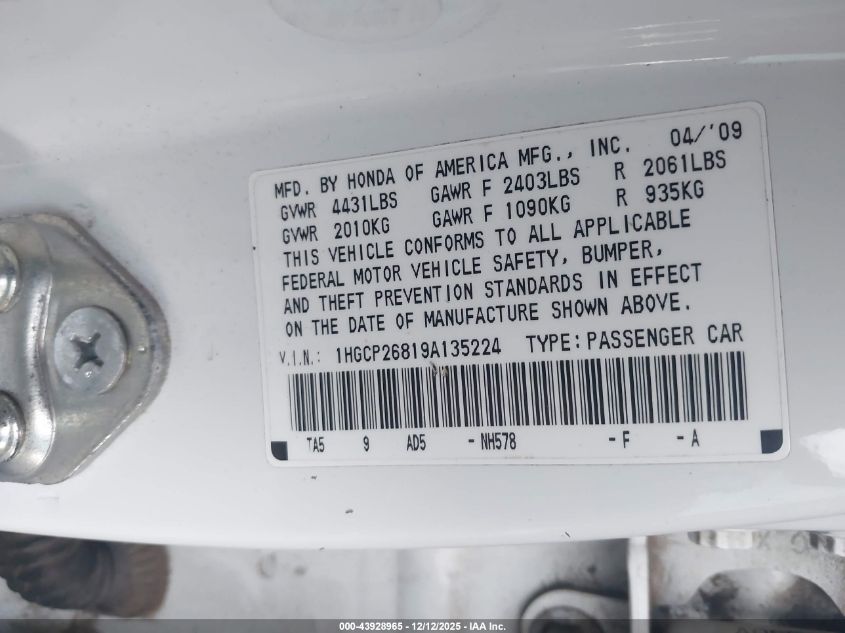 MFD. BY HONDA OF AMERICA MFG., INC. 04/'09
GVWR 4431LBS GAWR F 2403LBS R 2061LBS
GVWR 2010KG GAWR F 1090KG R 935KG
THIS VEHICLE CONFORMS TO ALL APPLICABLE
FEDERAL MOTOR VEHICLE SAFETY, BUMPER,
AND THEFT PREVENTION STANDARDS IN EFFECT
ON THE DATE OF MANUFACTURE SHOWN ABOVE.
V.I.N.: 1HGCP26819A135224 TYPE: PASSENGER CAR
TA5 9 AD5 - NH578 - F - A
000-43928965 - 12/12/2025 - IAA Inc.